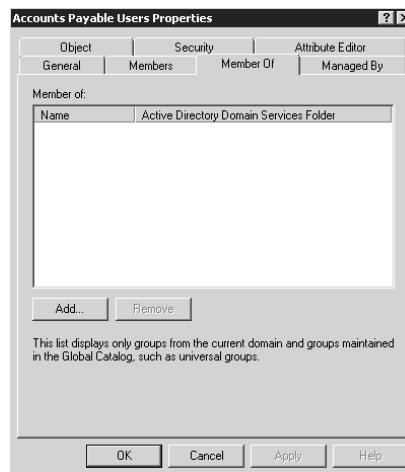 Accounts Payable Users Properties
Object Security Attribute Editor
General Members Member Of Managed By
Member of:
Name Active Directory Domain Services Folder
Add... Remove
This list displays only groups from the current domain and groups maintained
in the Global Catalog, such as universal groups.
OK Cancel Apply Help